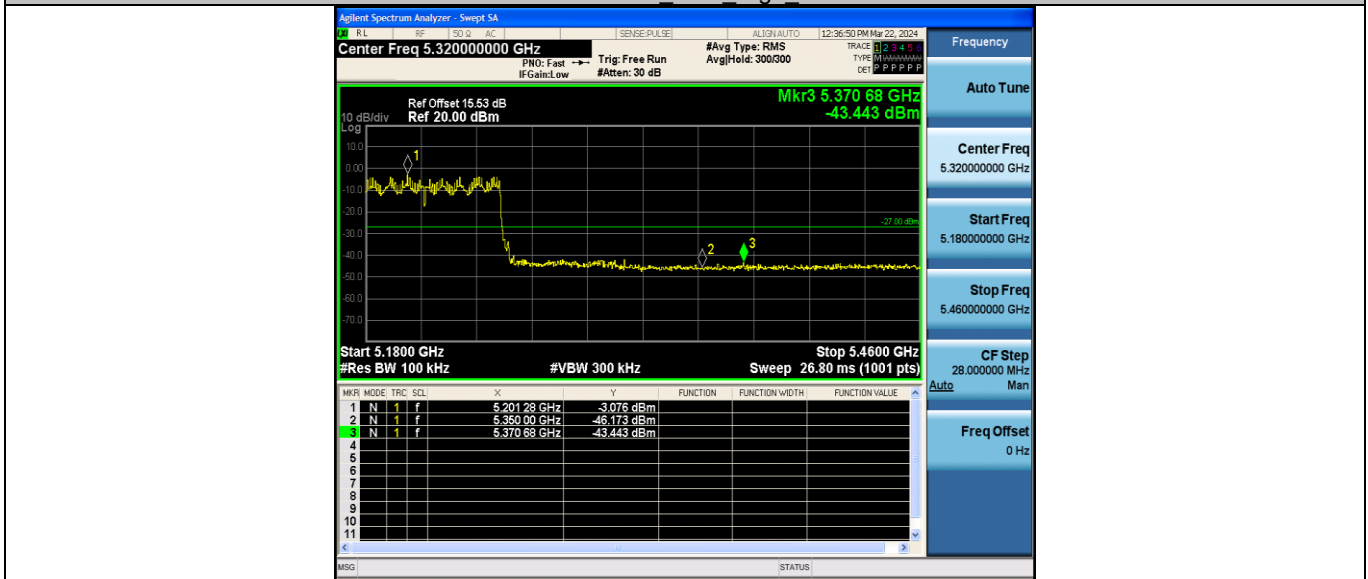 Agilent Spectrum Analyzer - Swept SA
RL RF 50 Ω AC SENSE:PULSE ALIGN AUTO 12:36:50 PM Mar 22, 2024
Center Freq 5.320000000 GHz #Avg Type: RMS TRACE 1 2 3 4 5 6
PNO: Fast Trig: Free Run Avg|Hold: 300/300 TYPE MWWWWW
IFGain:Low #Atten: 30 dB DET P P P P P P
Mkr3 5.370 68 GHz
-43.443 dBm
Ref Offset 15.53 dB
10 dB/div Ref 20.00 dBm
Log
10.0
0.00
-10.0
-20.0
-30.0
-40.0
-50.0
-60.0
-70.0
1
2
3
-27.00 dBm
Start 5.1800 GHz Stop 5.4600 GHz
#Res BW 100 kHz #VBW 300 kHz Sweep 26.80 ms (1001 pts)
MKR MODE TRC SCL X Y FUNCTION FUNCTION WIDTH FUNCTION VALUE
1 N 1 f 5.201 28 GHz -3.076 dBm
2 N 1 f 5.350 00 GHz -46.173 dBm
3 N 1 f 5.370 68 GHz -43.443 dBm
4
5
6
7
8
9
10
11
MSG STATUS
Frequency
Auto Tune
Center Freq
5.320000000 GHz
Start Freq
5.180000000 GHz
Stop Freq
5.460000000 GHz
CF Step
28.000000 MHz
Auto Man
Freq Offset
0 Hz